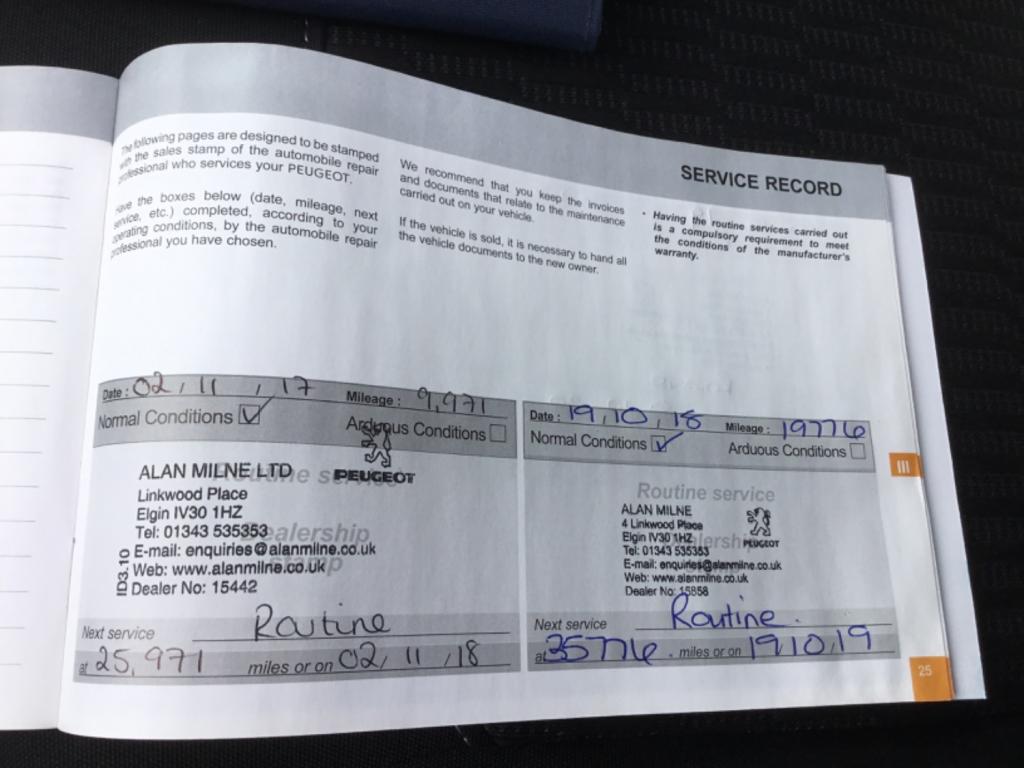 SERVICE RECORD
The following pages are designed to be stamped
with the sales stamp of the automobile repair
professional who services your PEUGEOT.
Have the boxes below (date, mileage, next
service, etc.) completed, according to your
operating conditions, by the automobile repair
professional you have chosen.
We recommend that you keep the invoices
and documents that relate to the maintenance
carried out on your vehicle.
If the vehicle is sold, it is necessary to hand all
the vehicle documents to the new owner.
• Having the routine services carried out
is a compulsory requirement to meet
the conditions of the manufacturer's
warranty.
Date : 02 / 11 / 17 Mileage : 9,971
Normal Conditions ✓ Arduous Conditions
PEUGEOT
Routine service
ALAN MILNE LTD
Linkwood Place
Elgin IV30 1HZ
Tel: 01343 535353
Dealership
E-mail: enquiries@alanmilne.co.uk
stamp
Web: www.alanmilne.co.uk
Dealer No: 15442
ID3.10
Next service Routine
at 25,971 miles or on 02 / 11 / 18
Date : 19, 10, 18 Mileage : 19776
Normal Conditions ✓ Arduous Conditions
Routine service
ALAN MILNE
4 Linkwood Place
Elgin IV30 1HZ
Tel: 01343 535353
PEUGEOT
E-mail: enquiries@alanmilne.co.uk
Web: www.alanmilne.co.uk
Dealer No: 15858
Next service Routine.
at 35776. miles or on 19,10,19
III
25